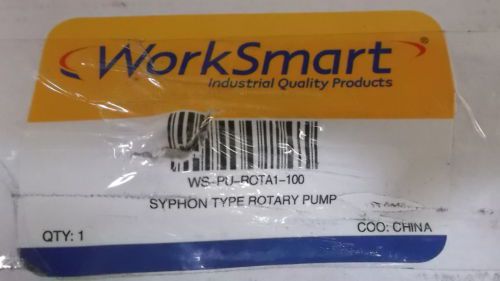 WorkSmart®
Industrial Quality Products
WS-PU-ROTA1-100
SYPHON TYPE ROTARY PUMP
QTY: 1 COO: CHINA